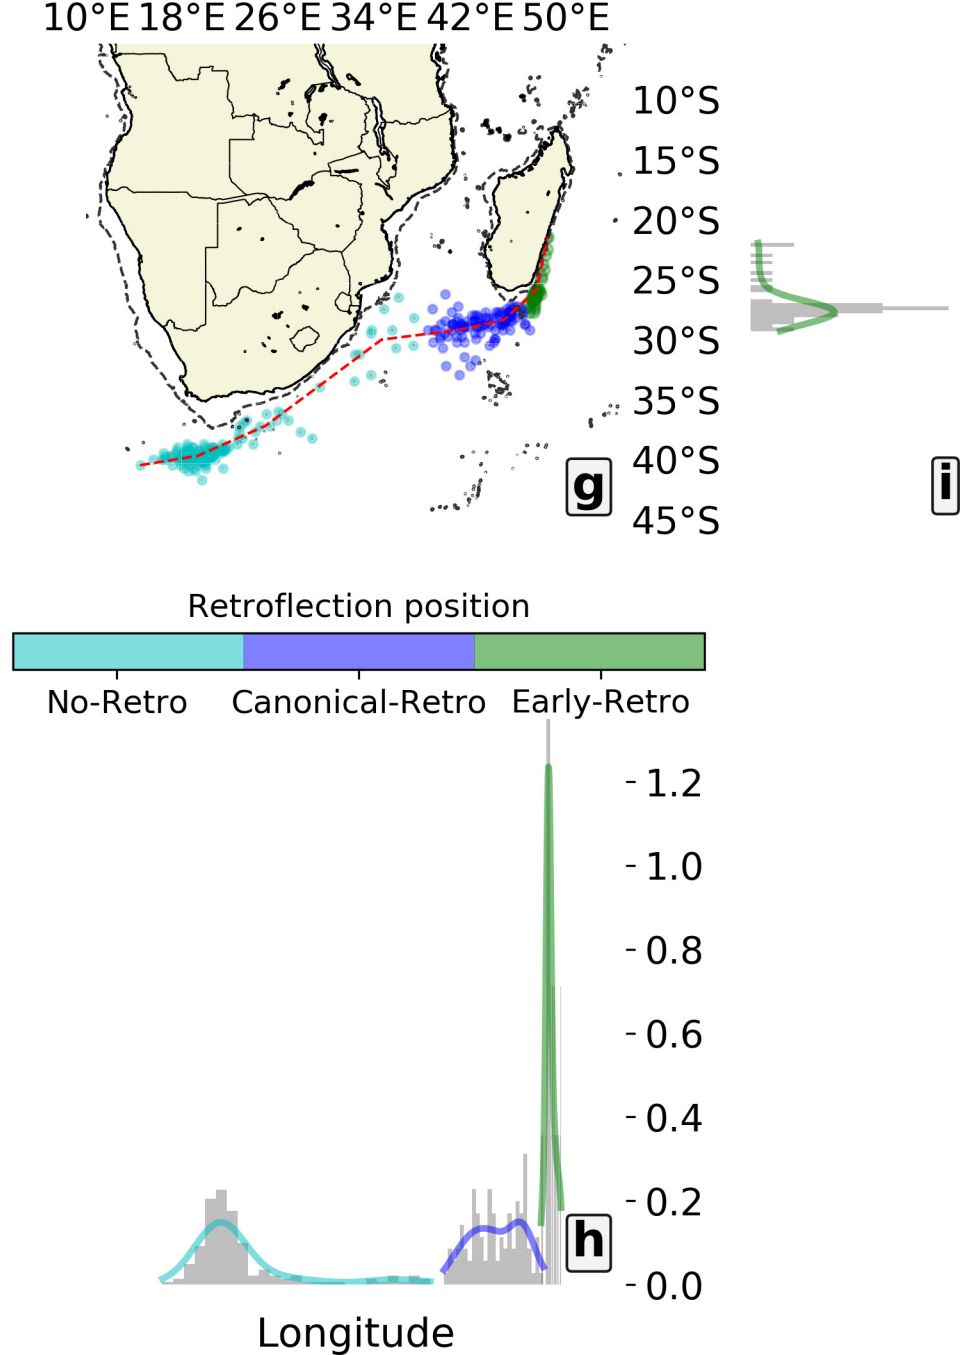 10°E 18°E 26°E 34°E 42°E 50°E
10°S
15°S
20°S
25°S
30°S
35°S
40°S
45°S
g
i
Retroflection position
No-Retro Canonical-Retro Early-Retro
1.2
1.0
0.8
0.6
0.4
0.2
h
0.0
Longitude